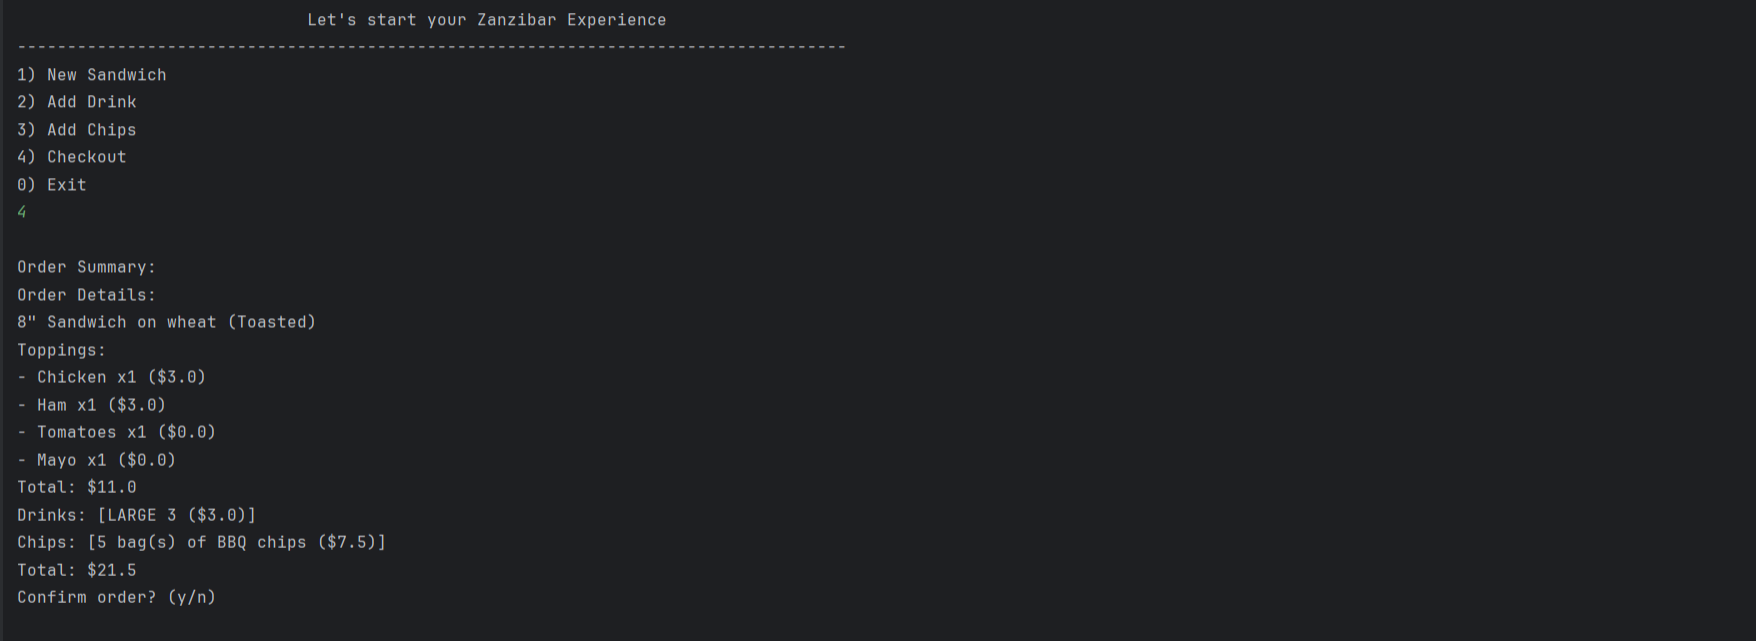 Let's start your Zanzibar Experience
-----------------------------------------------------------------------------------
1) New Sandwich
2) Add Drink
3) Add Chips
4) Checkout
0) Exit
4
Order Summary:
Order Details:
8" Sandwich on wheat (Toasted)
Toppings:
- Chicken x1 ($3.0)
- Ham x1 ($3.0)
- Tomatoes x1 ($0.0)
- Mayo x1 ($0.0)
Total: $11.0
Drinks: [LARGE 3 ($3.0)]
Chips: [5 bag(s) of BBQ chips ($7.5)]
Total: $21.5
Confirm order? (y/n)